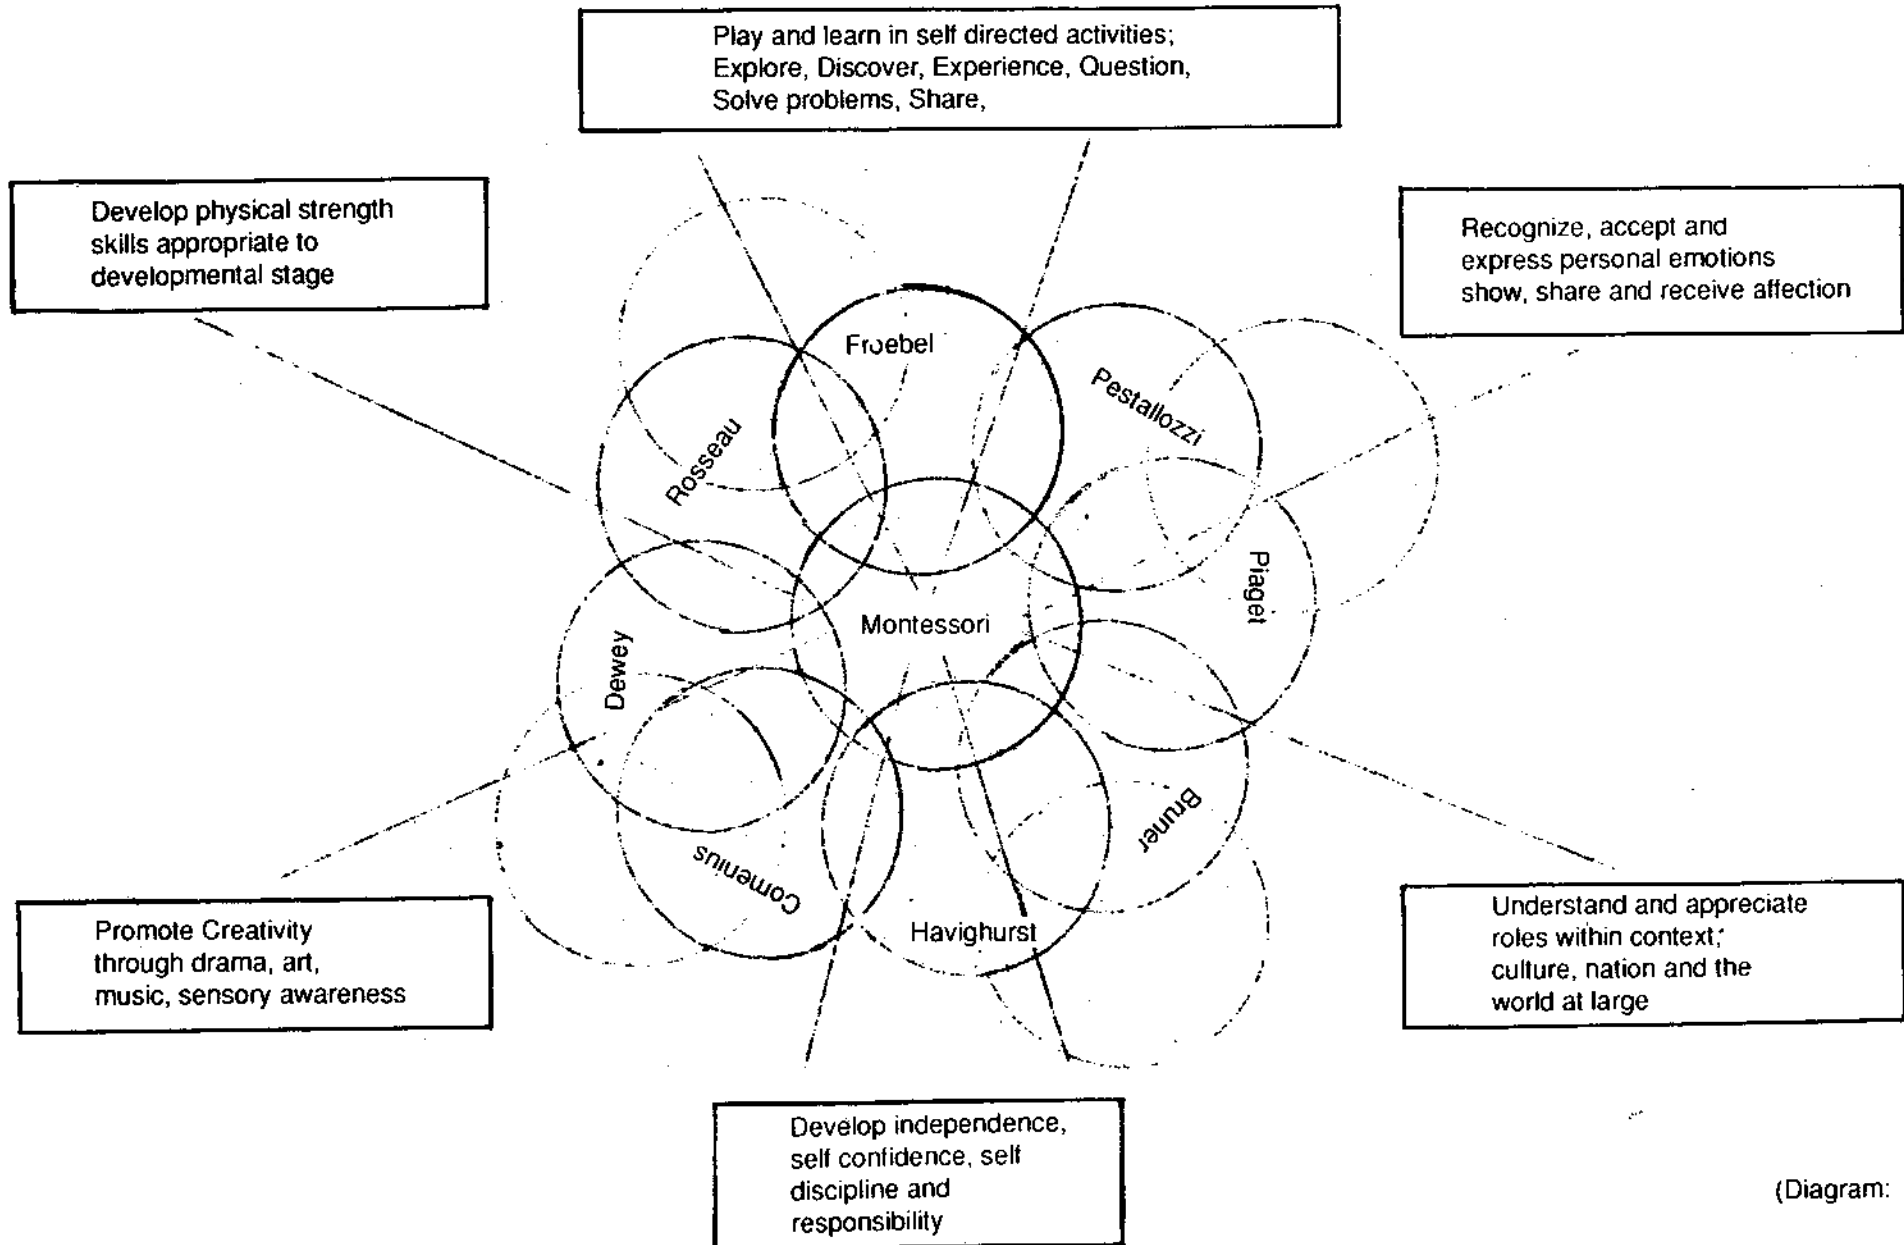 Play and learn in self directed activities;
Explore, Discover, Experience, Question,
Solve problems, Share,
Develop physical strength
skills appropriate to
developmental stage
Recognize, accept and
express personal emotions
show, share and receive affection
Froebel
Pestallozzi
Rosseau
Piaget
Montessori
Dewey
Bruner
Comenius
Havighurst
Promote Creativity
through drama, art,
music, sensory awareness
Understand and appreciate
roles within context;
culture, nation and the
world at large
Develop independence,
self confidence, self
discipline and
responsibility
(Diagram: